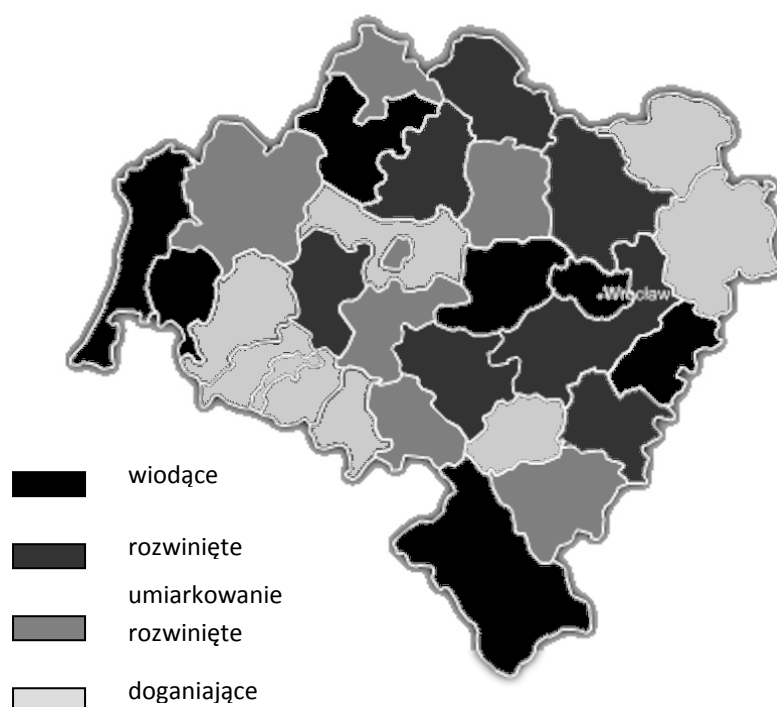 Wrocław
wiodące
rozwinięte
umiarkowanie
rozwinięte
doganiające